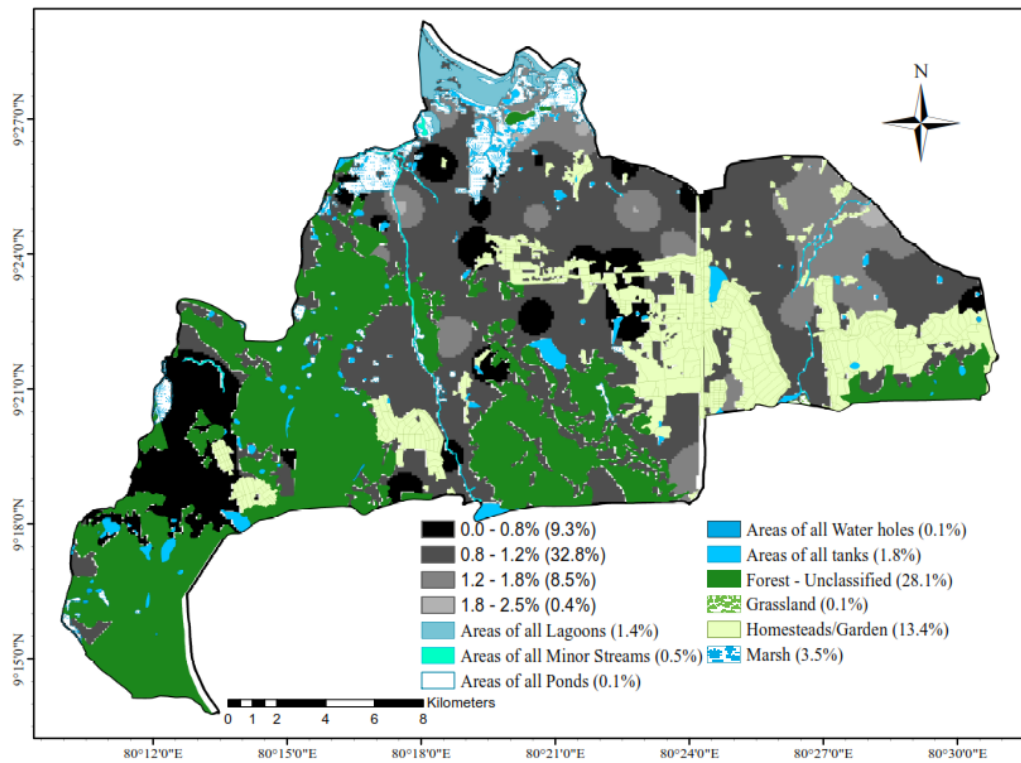 N
9°27'0"N
9°24'0"N
9°21'0"N
9°18'0"N
9°15'0"N
0.0 - 0.8% (9.3%)
0.8 - 1.2% (32.8%)
1.2 - 1.8% (8.5%)
1.8 - 2.5% (0.4%)
Areas of all Lagoons (1.4%)
Areas of all Minor Streams (0.5%)
Areas of all Ponds (0.1%)
Areas of all Water holes (0.1%)
Areas of all tanks (1.8%)
Forest - Unclassified (28.1%)
Grassland (0.1%)
Homesteads/Garden (13.4%)
Marsh (3.5%)
Kilometers
0 1 2 4 6 8
80°12'0"E 80°15'0"E 80°18'0"E 80°21'0"E 80°24'0"E 80°27'0"E 80°30'0"E